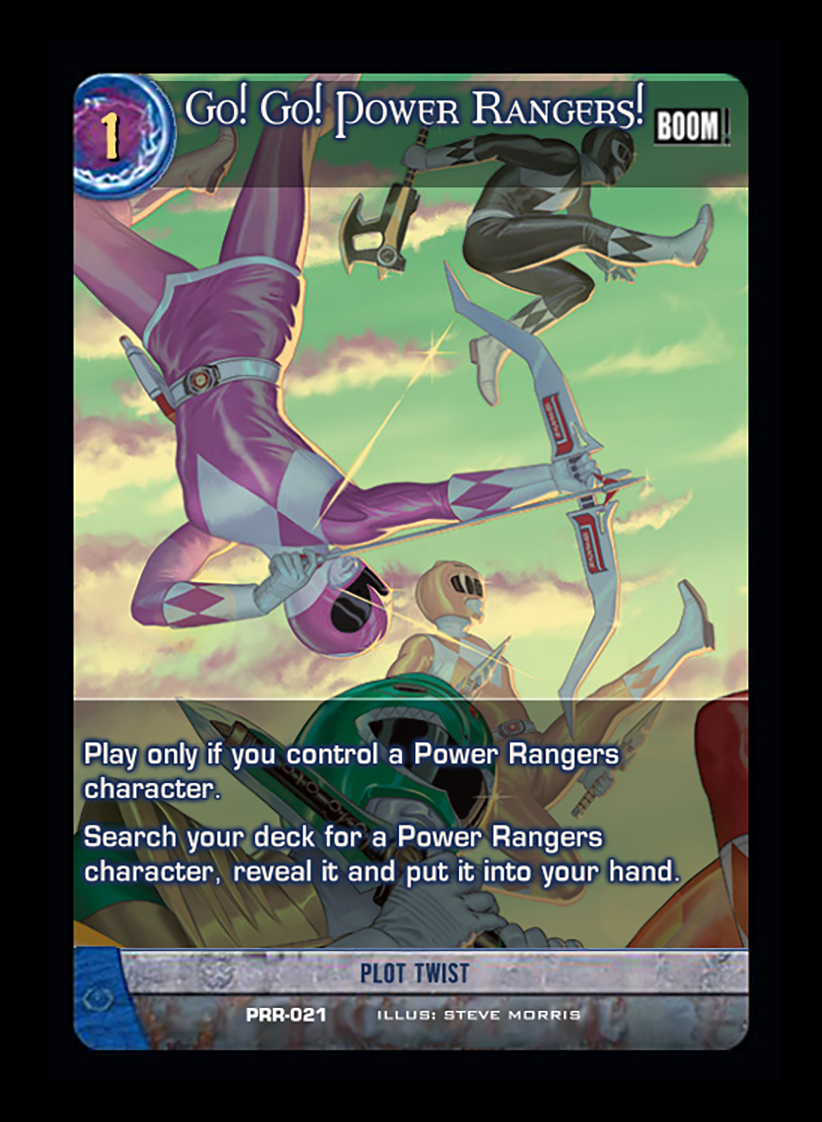 1
Go! Go! Power Rangers!
BOOM!
Play only if you control a Power Rangers
character.
Search your deck for a Power Rangers
character, reveal it and put it into your hand.
PLOT TWIST
PRR-021 ILLUS: STEVE MORRIS